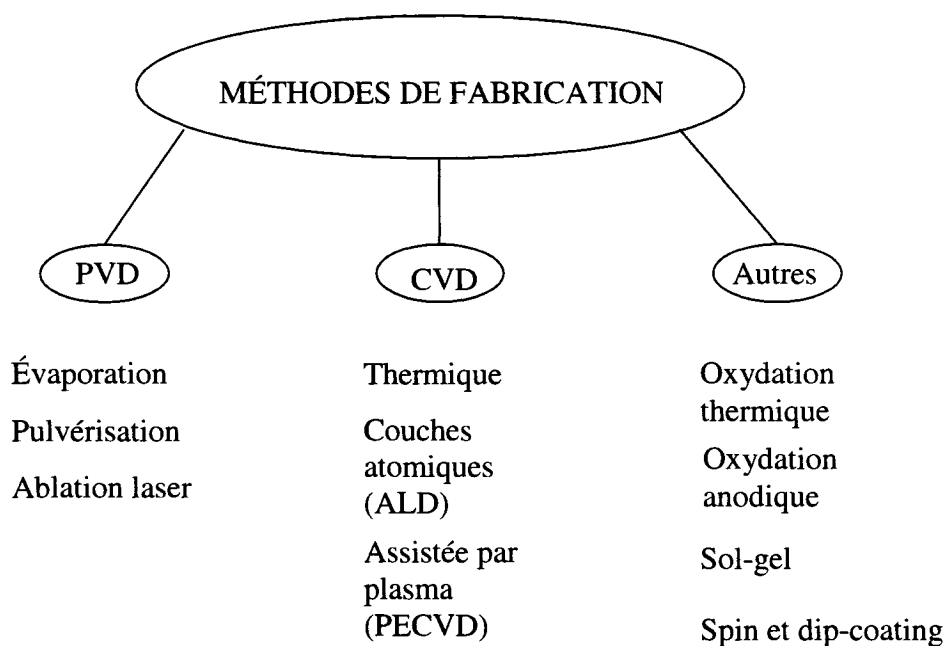 MÉTHODES DE FABRICATION
PVD
CVD
Autres
Évaporation
Pulvérisation
Ablation laser
Thermique
Couches
atomiques
(ALD)
Assistée par
plasma
(PECVD)
Oxydation
thermique
Oxydation
anodique
Sol-gel
Spin et dip-coating